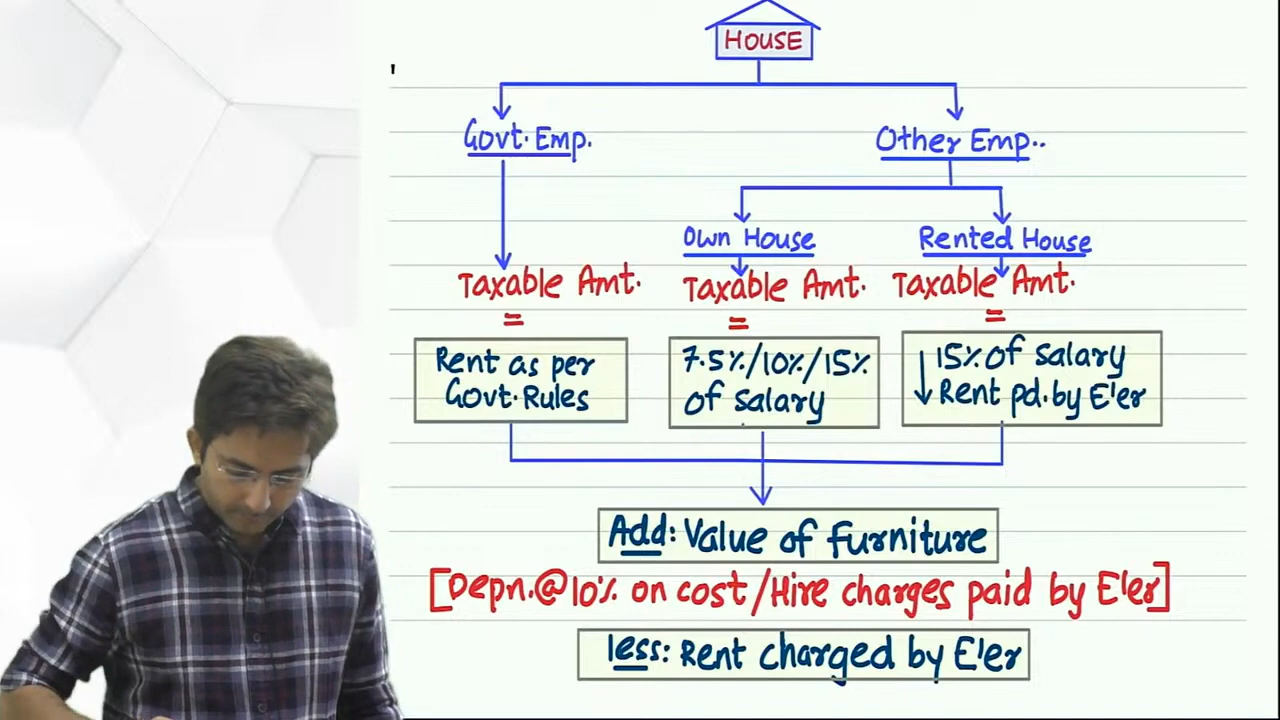 HOUSE
Govt. Emp.
Other Emp..
Own House
Rented House
Taxable Amt.
=
Taxable Amt.
=
Taxable Amt.
=
Rent as per
Govt. Rules
7.5%/10%/15%
of salary
↓ 15% of salary
Rent pd. by E'er
Add: Value of furniture
[Depn.@10% on cost/Hire charges paid by E'er]
less: Rent charged by E'er